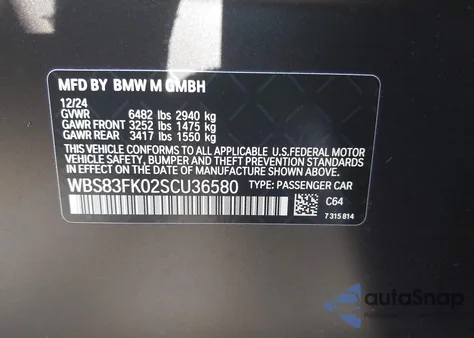 MFD BY BMW M GMBH
12/24
GVWR 6482 lbs 2940 kg
GAWR FRONT 3252 lbs 1475 kg
GAWR REAR 3417 lbs 1550 kg
THIS VEHICLE CONFORMS TO ALL APPLICABLE U.S.FEDERAL MOTOR
VEHICLE SAFETY, BUMPER, AND THEFT PREVENTION STANDARDS
IN EFFECT ON THE DATE OF MANUFACTURE SHOWN ABOVE.
WBS83FK02SCU36580 TYPE: PASSENGER CAR
C64
7 315 814
autoSnap